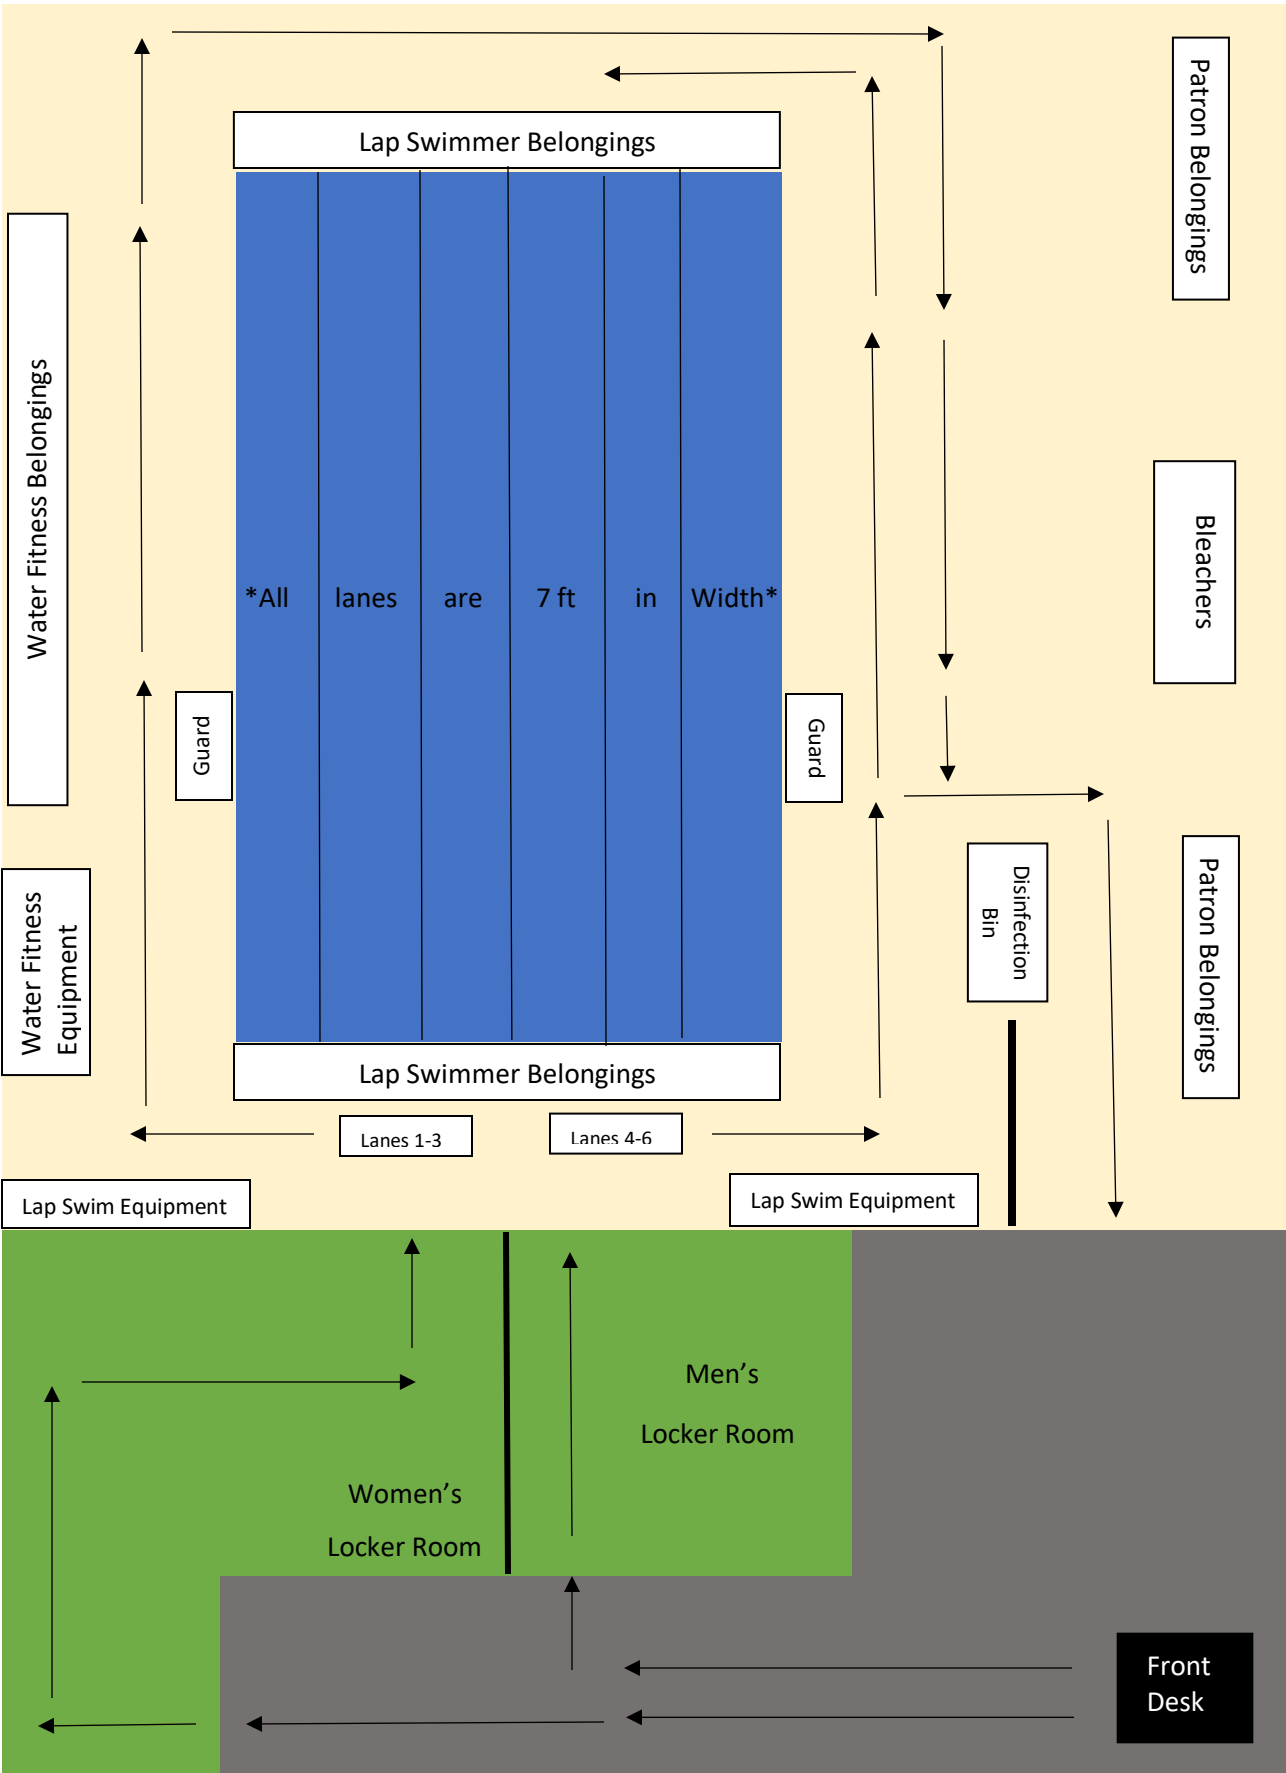 Patron Belongings
Lap Swimmer Belongings
Water Fitness Belongings
Bleachers
*All lanes are 7 ft in Width*
Guard
Guard
Disinfection
Bin
Patron Belongings
Water Fitness
Equipment
Lap Swimmer Belongings
Lanes 1-3
Lanes 4-6
Lap Swim Equipment
Lap Swim Equipment
Men’s
Locker Room
Women’s
Locker Room
Front
Desk